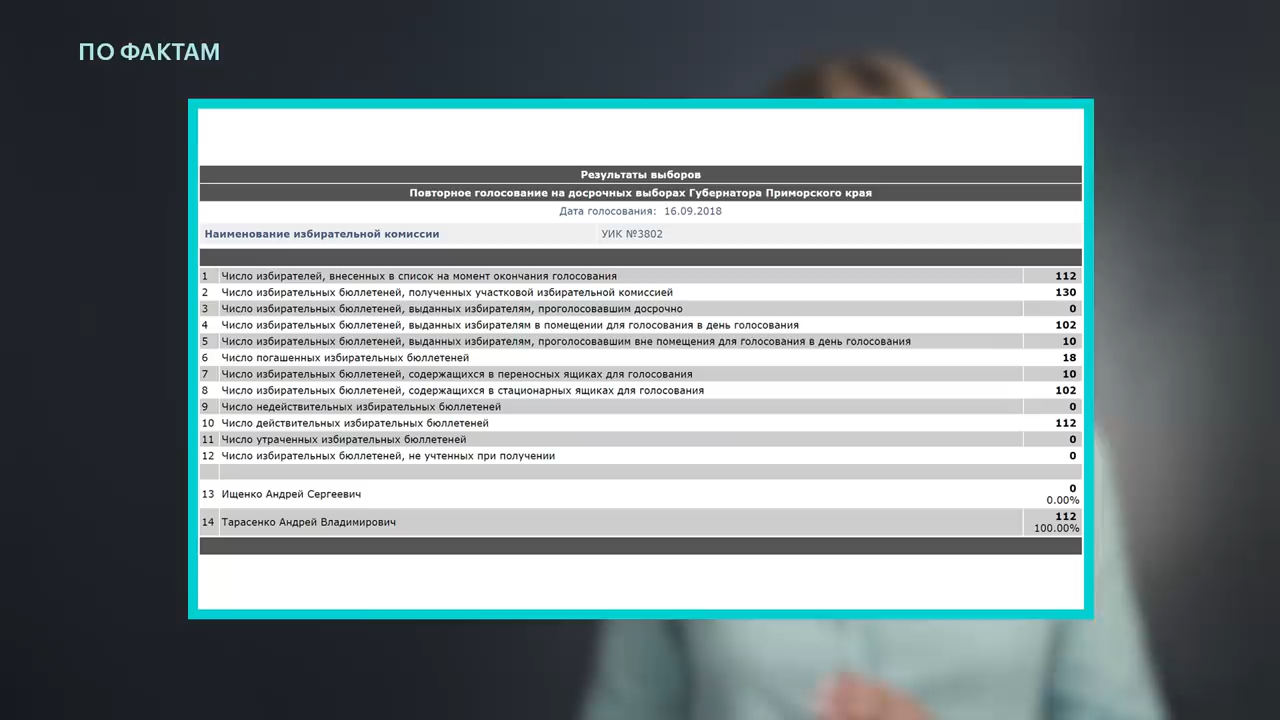 ПО ФАКТАМ
Результаты выборов
Повторное голосование на досрочных выборах Губернатора Приморского края
Дата голосования: 16.09.2018
Наименование избирательной комиссии УИК №3802
1 Число избирателей, внесенных в список на момент окончания голосования 112
2 Число избирательных бюллетеней, полученных участковой избирательной комиссией 130
3 Число избирательных бюллетеней, выданных избирателям, проголосовавшим досрочно 0
4 Число избирательных бюллетеней, выданных избирателям в помещении для голосования в день голосования 102
5 Число избирательных бюллетеней, выданных избирателям, проголосовавшим вне помещения для голосования в день голосования 10
6 Число погашенных избирательных бюллетеней 18
7 Число избирательных бюллетеней, содержащихся в переносных ящиках для голосования 10
8 Число избирательных бюллетеней, содержащихся в стационарных ящиках для голосования 102
9 Число недействительных избирательных бюллетеней 0
10 Число действительных избирательных бюллетеней 112
11 Число утраченных избирательных бюллетеней 0
12 Число избирательных бюллетеней, не учтенных при получении 0
13 Ищенко Андрей Сергеевич 0
0.00%
14 Тарасенко Андрей Владимирович 112
100.00%